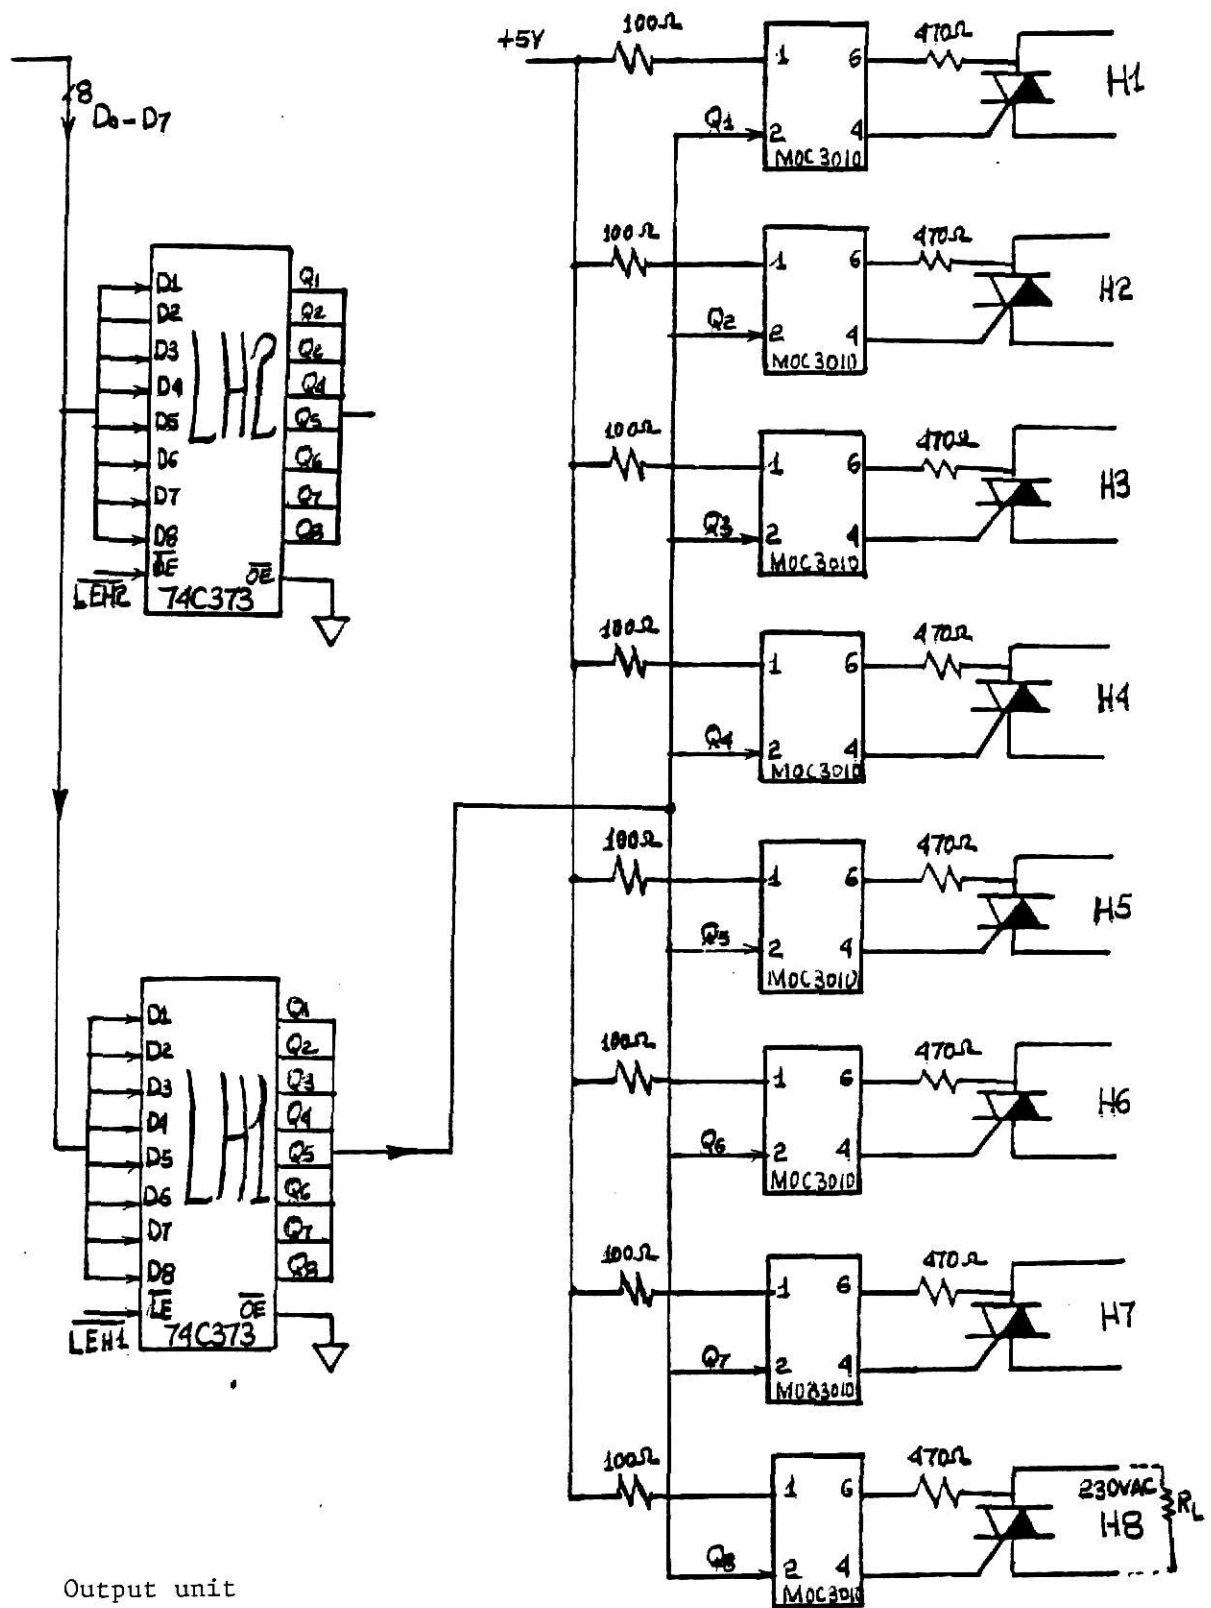 8
D0-D7
D1
D2
D3
D4
D5
D6
D7
D8
OE
LEH2
LH2
Q1
Q2
Q2
Q4
Q5
Q6
Q7
Q8
OE
74C373
D1
D2
D3
D4
D5
D6
D7
D8
LE
LEH1
LH1
Q1
Q2
Q3
Q4
Q5
Q6
Q7
Q8
OE
74C373
+5V
100Ω
1
6
470Ω
H1
Q1
2
4
MOC3010
100Ω
1
6
470Ω
H2
Q2
2
4
MOC3010
100Ω
1
6
470Ω
H3
Q3
2
4
MOC3010
100Ω
1
6
470Ω
H4
Q4
2
4
MOC3010
100Ω
1
6
470Ω
H5
Q5
2
4
MOC3010
100Ω
1
6
470Ω
H6
Q6
2
4
MOC3010
100Ω
1
6
470Ω
H7
Q7
2
4
MOC3010
100Ω
1
6
470Ω
230VAC
RL
H8
Q8
2
4
MOC3010
Output unit